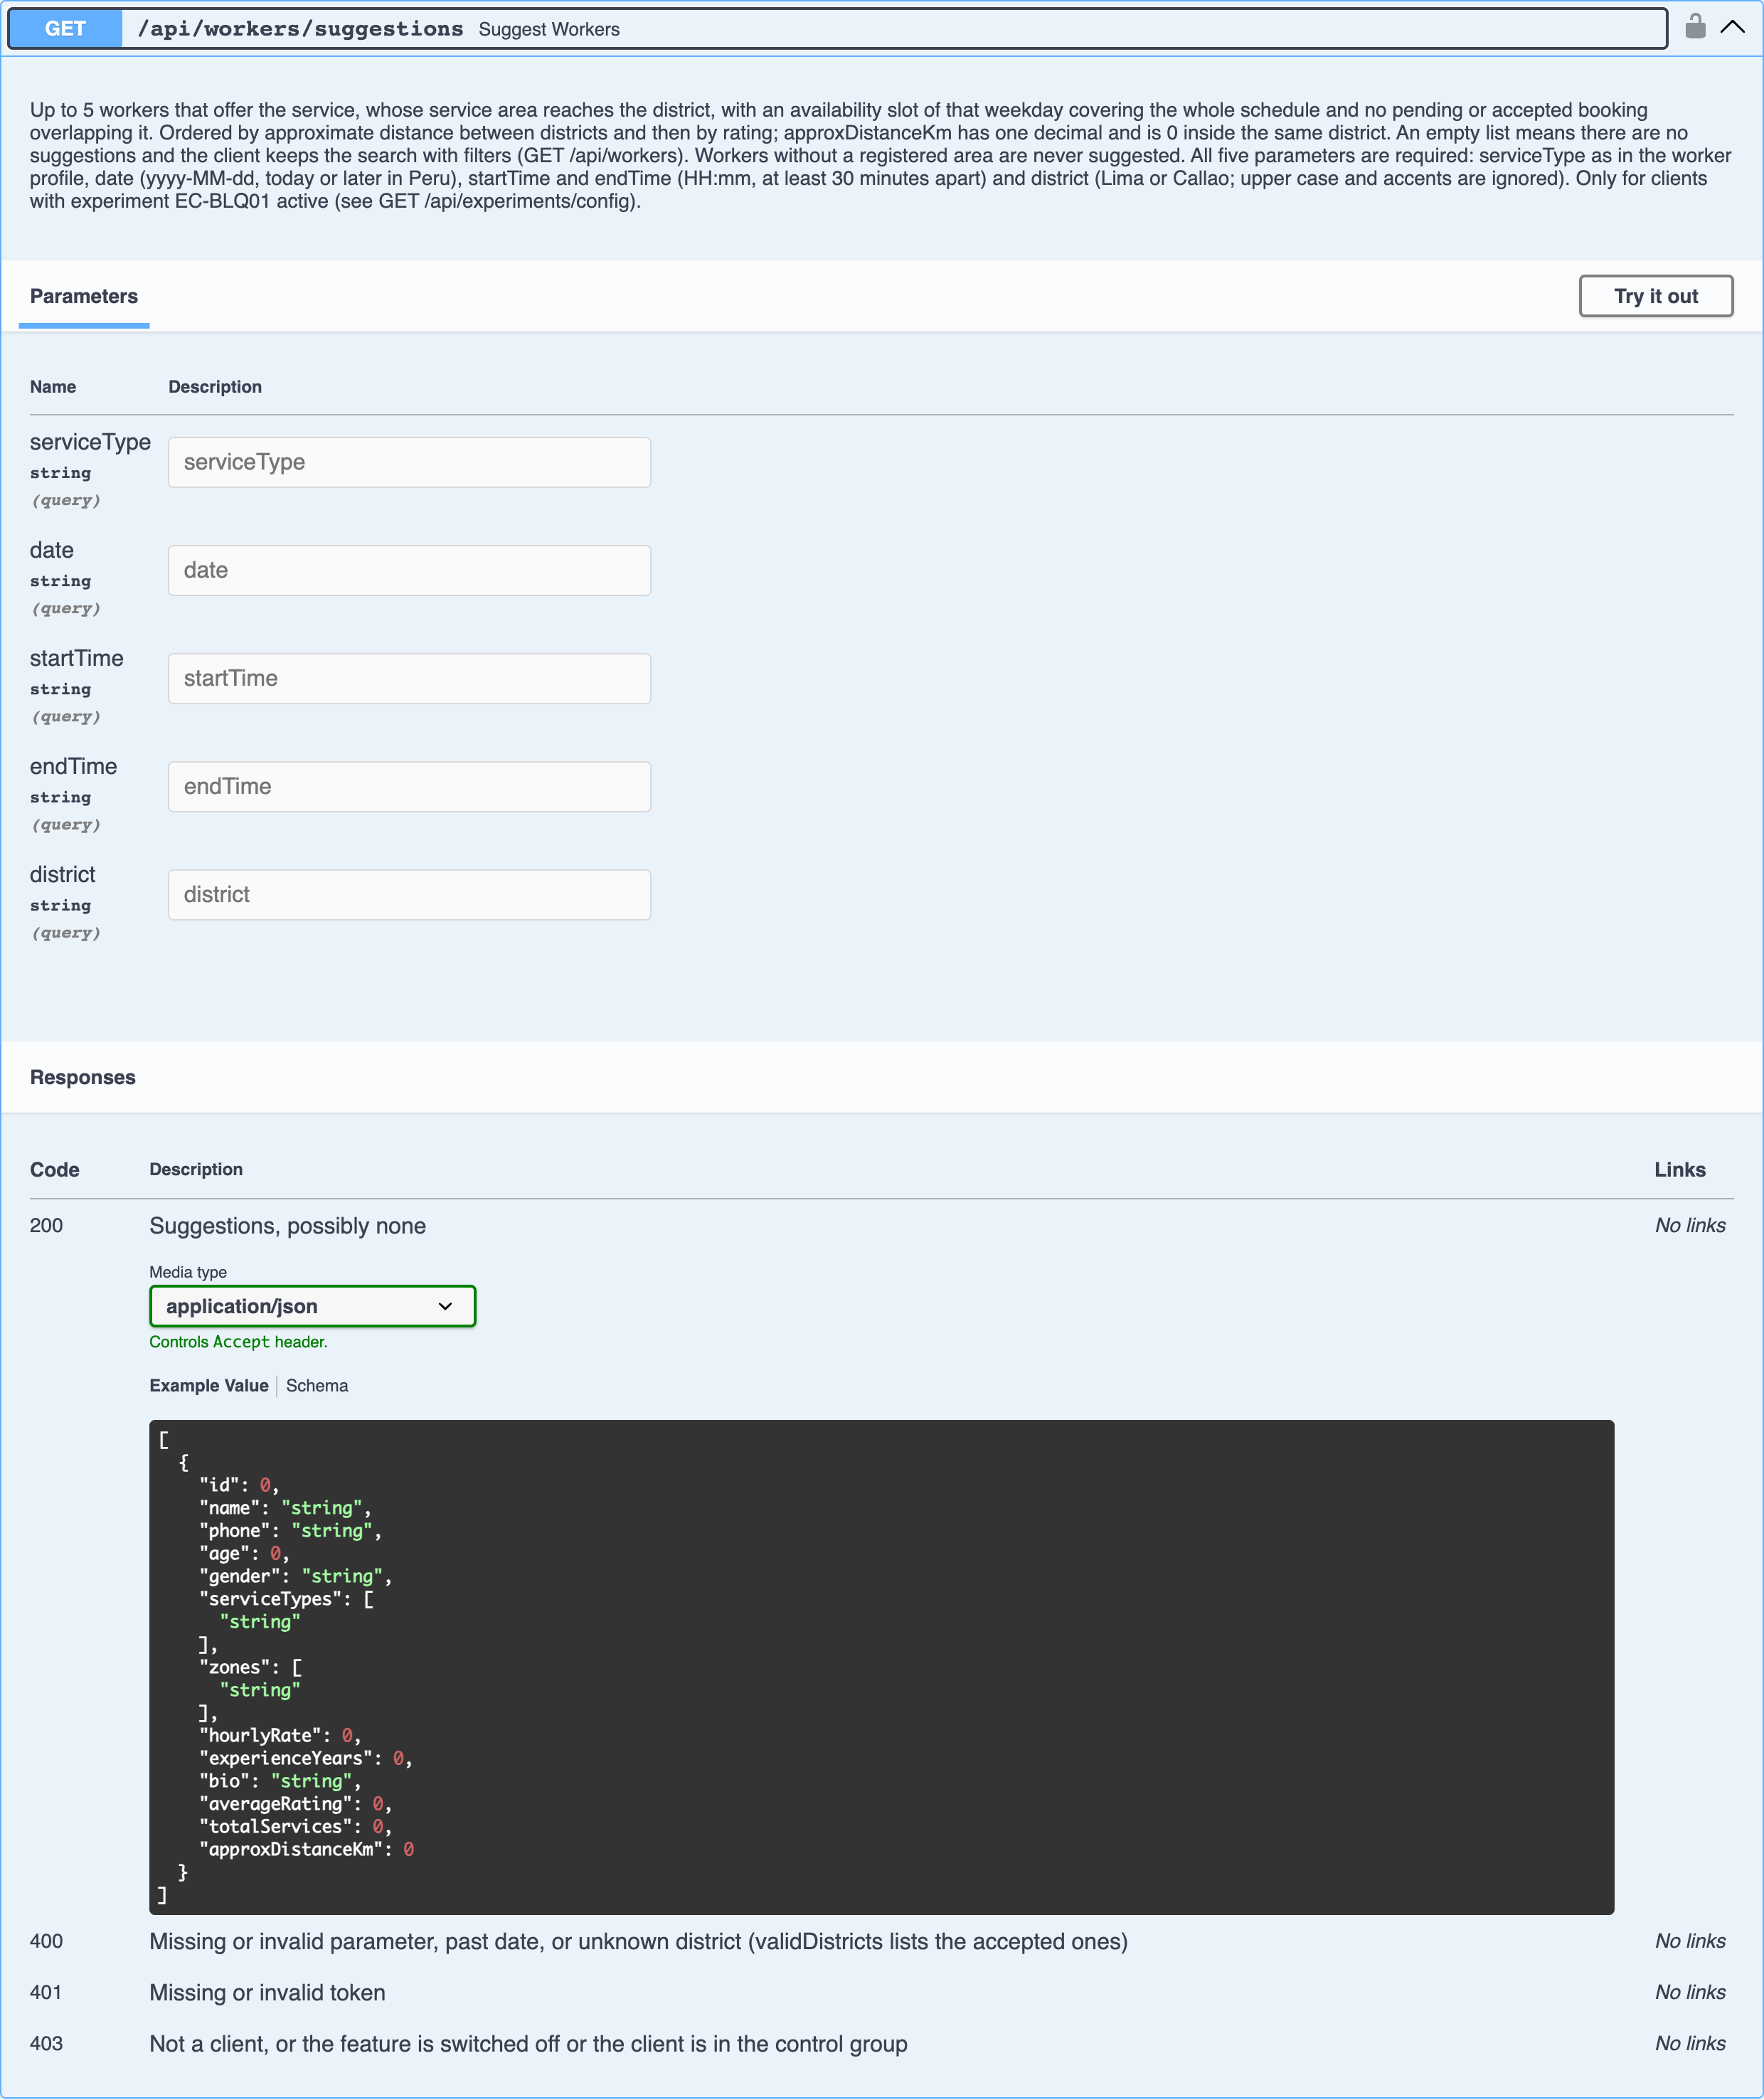 GET /api/workers/suggestions Suggest Workers
Up to 5 workers that offer the service, whose service area reaches the district, with an availability slot of that weekday covering the whole schedule and no pending or accepted booking
overlapping it. Ordered by approximate distance between districts and then by rating; approxDistanceKm has one decimal and is 0 inside the same district. An empty list means there are no
suggestions and the client keeps the search with filters (GET /api/workers). Workers without a registered area are never suggested. All five parameters are required: serviceType as in the worker
profile, date (yyyy-MM-dd, today or later in Peru), startTime and endTime (HH:mm, at least 30 minutes apart) and district (Lima or Callao; upper case and accents are ignored). Only for clients
with experiment EC-BLQ01 active (see GET /api/experiments/config).
Parameters Try it out
Name Description
serviceType
string
(query)
serviceType
date
string
(query)
date
startTime
string
(query)
startTime
endTime
string
(query)
endTime
district
string
(query)
district
Responses
Code Description Links
200 Suggestions, possibly none No links
Media type
application/json
Controls Accept header.
Example Value Schema
[
  {
    "id": 0,
    "name": "string",
    "phone": "string",
    "age": 0,
    "gender": "string",
    "serviceTypes": [
      "string"
    ],
    "zones": [
      "string"
    ],
    "hourlyRate": 0,
    "experienceYears": 0,
    "bio": "string",
    "averageRating": 0,
    "totalServices": 0,
    "approxDistanceKm": 0
  }
]
400 Missing or invalid parameter, past date, or unknown district (validDistricts lists the accepted ones) No links
401 Missing or invalid token No links
403 Not a client, or the feature is switched off or the client is in the control group No links